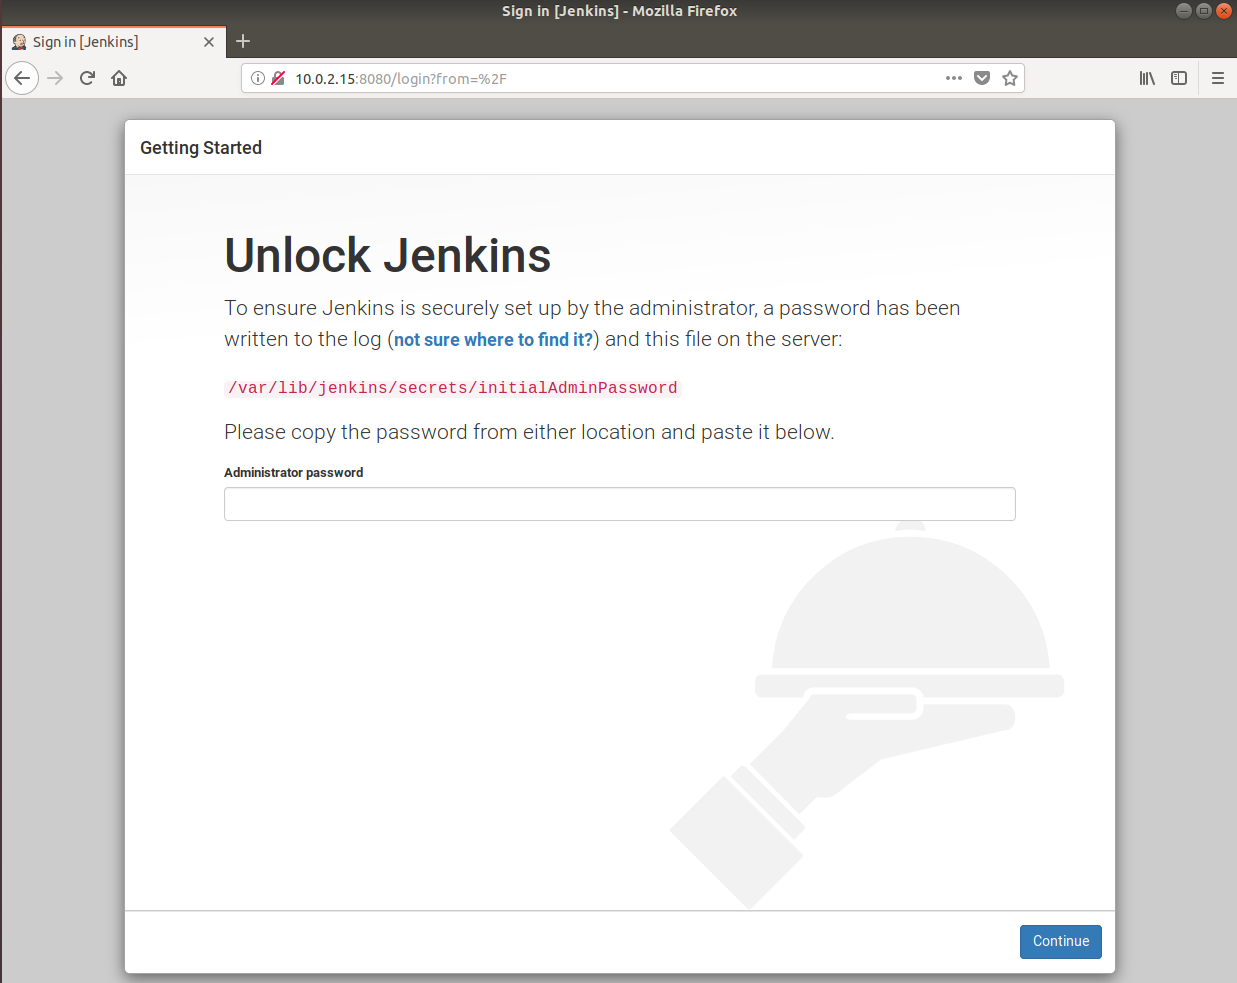 Sign in [Jenkins] - Mozilla Firefox
Sign in [Jenkins]
10.0.2.15:8080/login?from=%2F
Getting Started
Unlock Jenkins
To ensure Jenkins is securely set up by the administrator, a password has been
written to the log (not sure where to find it?) and this file on the server:
/var/lib/jenkins/secrets/initialAdminPassword
Please copy the password from either location and paste it below.
Administrator password
Continue